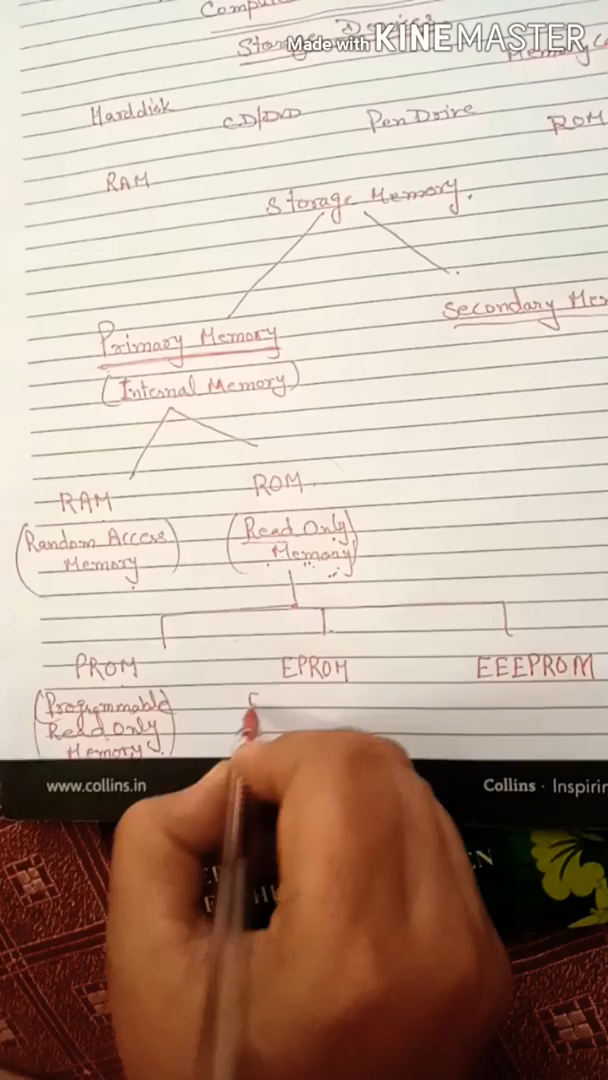 Storage Devices
Made with KINEMASTER
Harddisk
CD/DVD
Pen Drive
ROM
RAM
Storage Memory.
Primary Memory
Secondary Mem
(Internal Memory)
RAM
ROM
(Random Access
Memory)
(Read Only
Memory)
PROM
EPROM
EEEPROM
(Programmable
Read Only
Memory)
www.collins.in
Collins · Inspirin